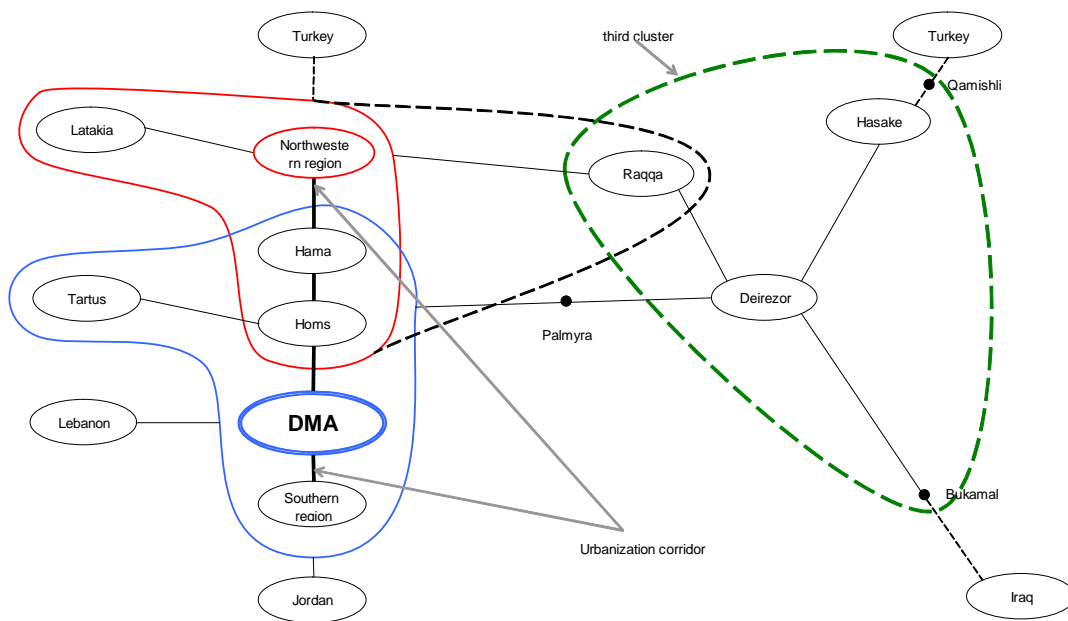 Turkey
third cluster
Turkey
Qamishli
Latakia
Hasake
Northweste
rn region
Raqqa
Hama
Tartus
Homs
Deirezor
Palmyra
Lebanon
DMA
Southern
region
Bukamal
Urbanization corridor
Jordan
Iraq